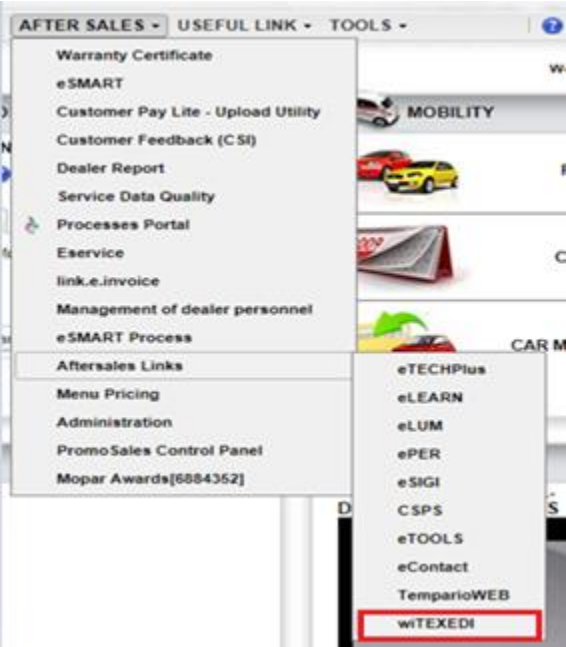 AFTER SALES
USEFUL LINK
TOOLS
?
Warranty Certificate
eSMART
Customer Pay Lite - Upload Utility
Customer Feedback (CSI)
Dealer Report
Service Data Quality
Processes Portal
Eservice
link.e.invoice
Management of dealer personnel
eSMART Process
Aftersales Links
Menu Pricing
Administration
PromoSales Control Panel
Mopar Awards[6884352]
MOBILITY
CAR M
eTECHPlus
eLEARN
eLUM
ePER
eSIGI
CSPS
eTOOLS
eContact
TemparioWEB
wiTEXEDI